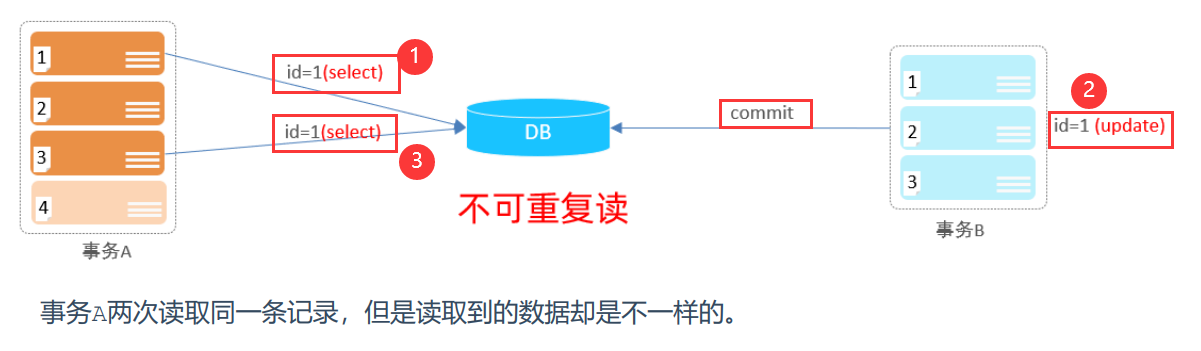 1
2
3
4
事务A
id=1(select)
1
id=1(select)
3
DB
不可重复读
commit
1
2
3
事务B
2
id=1 (update)
事务A两次读取同一条记录，但是读取到的数据却是不一样的。